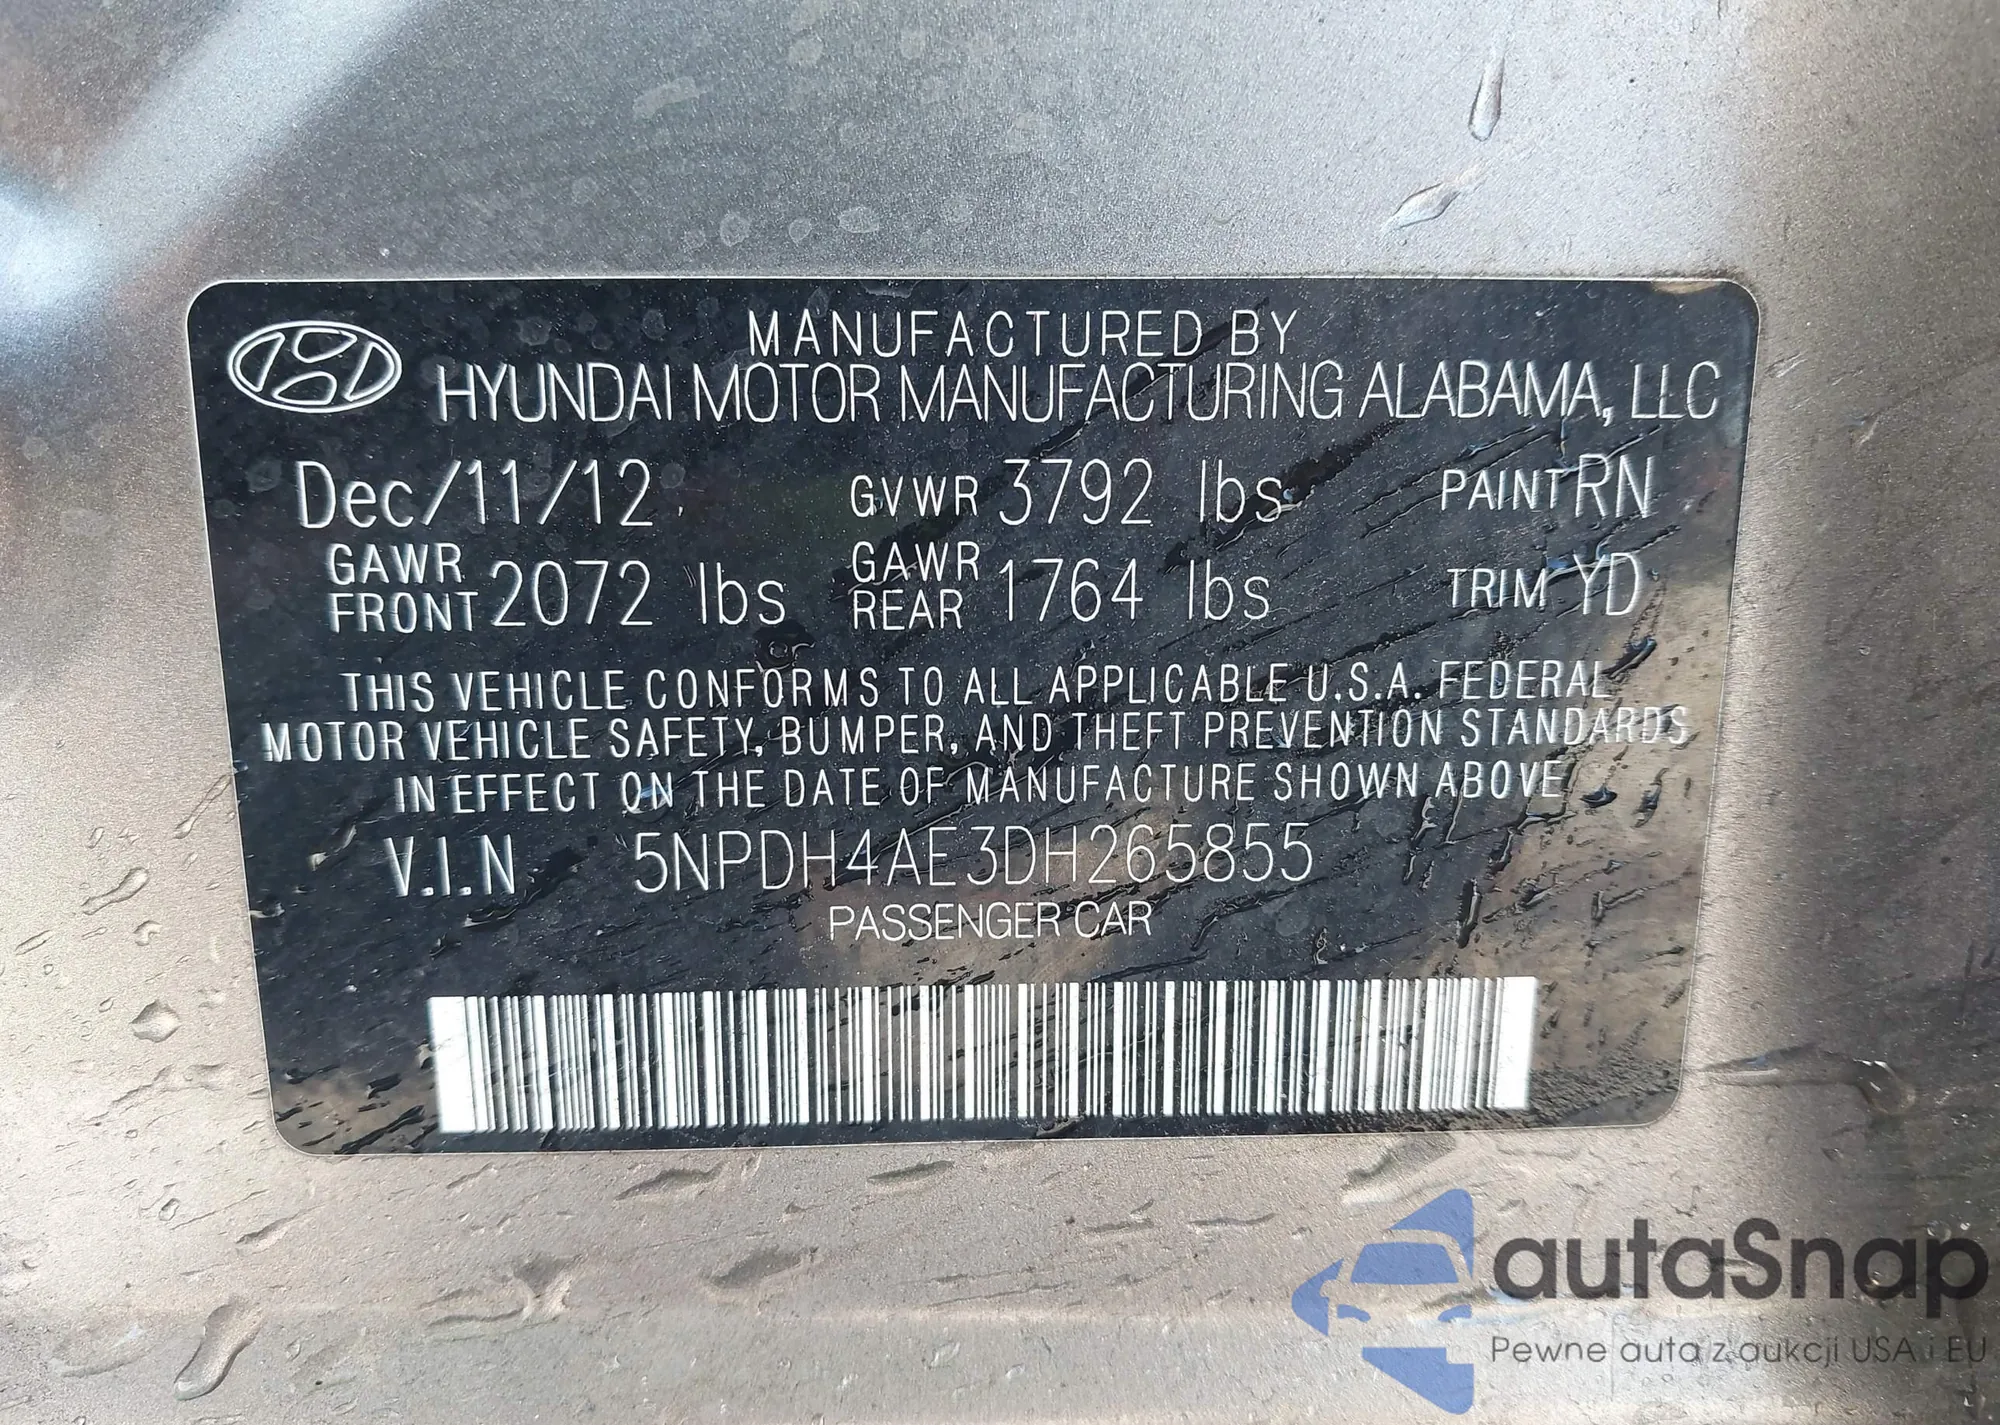 MANUFACTURED BY
HYUNDAI MOTOR MANUFACTURING ALABAMA, LLC
Dec/11/12 GVWR 3792 lbs PAINT RN
GAWR FRONT 2072 lbs GAWR REAR 1764 lbs TRIM YD
THIS VEHICLE CONFORMS TO ALL APPLICABLE U.S.A. FEDERAL
MOTOR VEHICLE SAFETY, BUMPER, AND THEFT PREVENTION STANDARDS
IN EFFECT ON THE DATE OF MANUFACTURE SHOWN ABOVE
V.I.N 5NPDH4AE3DH265855
PASSENGER CAR
autaSnap
Pewne auta z aukcji USA i EU